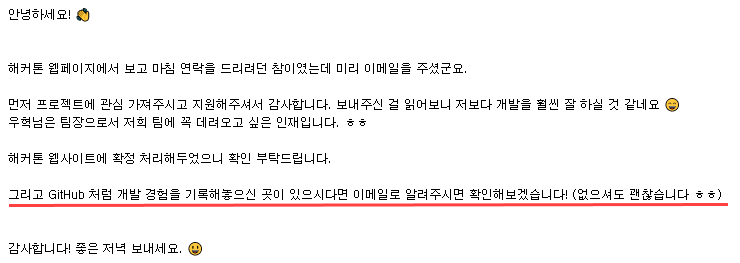 안녕하세요! 👏
해커톤 웹페이지에서 보고 마침 연락을 드리려던 참이였는데 미리 이메일을 주셨군요.
먼저 프로젝트에 관심 가져주시고 지원해주셔서 감사합니다. 보내주신 걸 읽어보니 저보다 개발을 훨씬 잘 하실 것 같네요 😄
우혁님은 팀장으로서 저희 팀에 꼭 데려오고 싶은 인재입니다. ㅎㅎ
해커톤 웹사이트에 확정 처리해두었으니 확인 부탁드립니다.
그리고 GitHub 처럼 개발 경험을 기록해놓으신 곳이 있으시다면 이메일로 알려주시면 확인해보겠습니다! (없으셔도 괜찮습니다 ㅎㅎ)
감사합니다! 좋은 저녁 보내세요. 😃